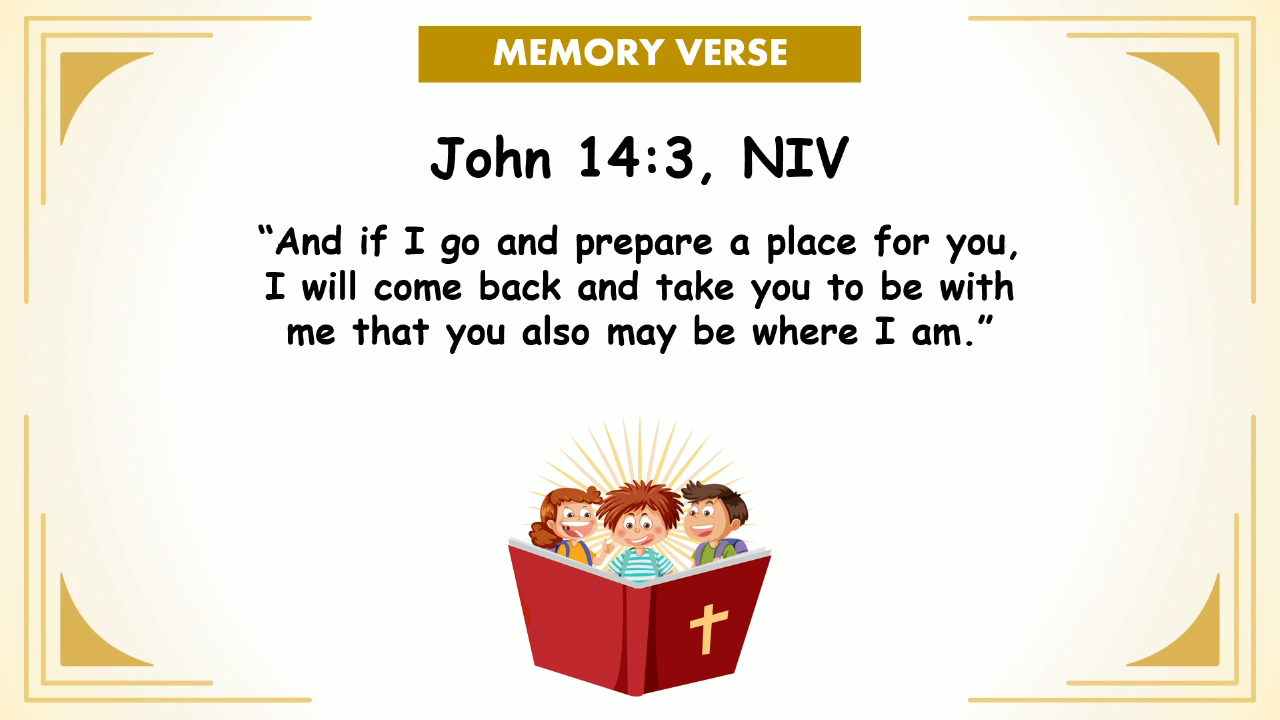 MEMORY VERSE
John 14:3, NIV
“And if I go and prepare a place for you,
I will come back and take you to be with
me that you also may be where I am.”